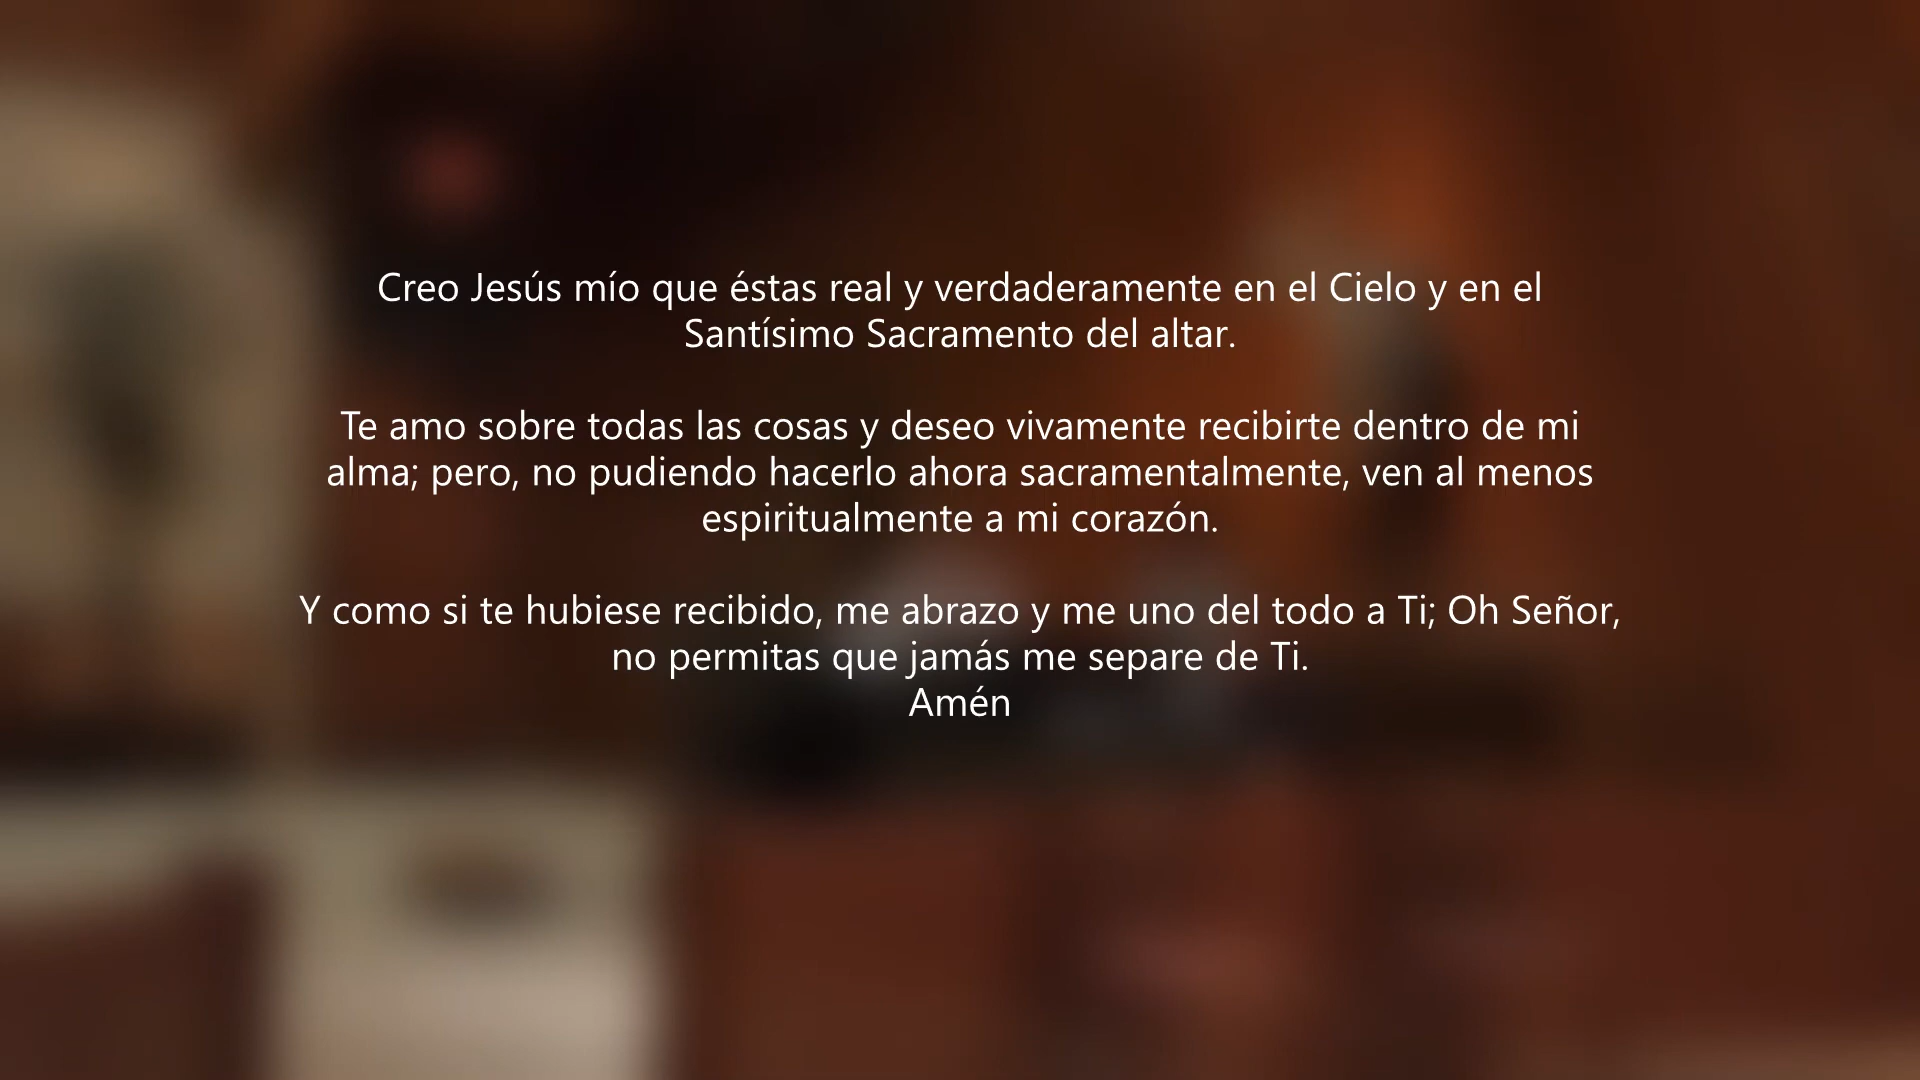 Creo Jesús mío que éstas real y verdaderamente en el Cielo y en el
Santísimo Sacramento del altar.
Te amo sobre todas las cosas y deseo vivamente recibirte dentro de mi
alma; pero, no pudiendo hacerlo ahora sacramentalmente, ven al menos
espiritualmente a mi corazón.
Y como si te hubiese recibido, me abrazo y me uno del todo a Ti; Oh Señor,
no permitas que jamás me separe de Ti.
Amén